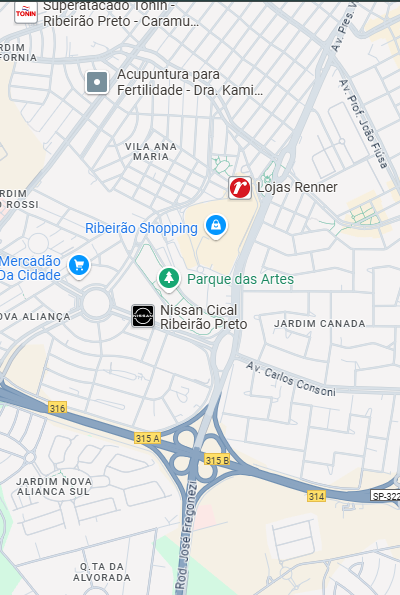 Superatacado Tonin -
Ribeirão Preto - Caramu...
TONIN
Av. Pres. V
JARDIM
FORNIA
Acupuntura para
Fertilidade - Dra. Kami...
Av. Prof. João Fiúsa
VILA ANA
MARIA
Lojas Renner
RDIM
O ROSSI
Ribeirão Shopping
Mercadão
Da Cidade
Parque das Artes
NISSAN
Nissan Cical
Ribeirão Preto
OVA ALIANÇA
JARDIM CANADA
Av. Carlos Consoni
316
315 A
315 B
JARDIM NOVA
ALIANCA SUL
314
SP-322
Rod. José Fregonezi
Q.TA DA
ALVORADA